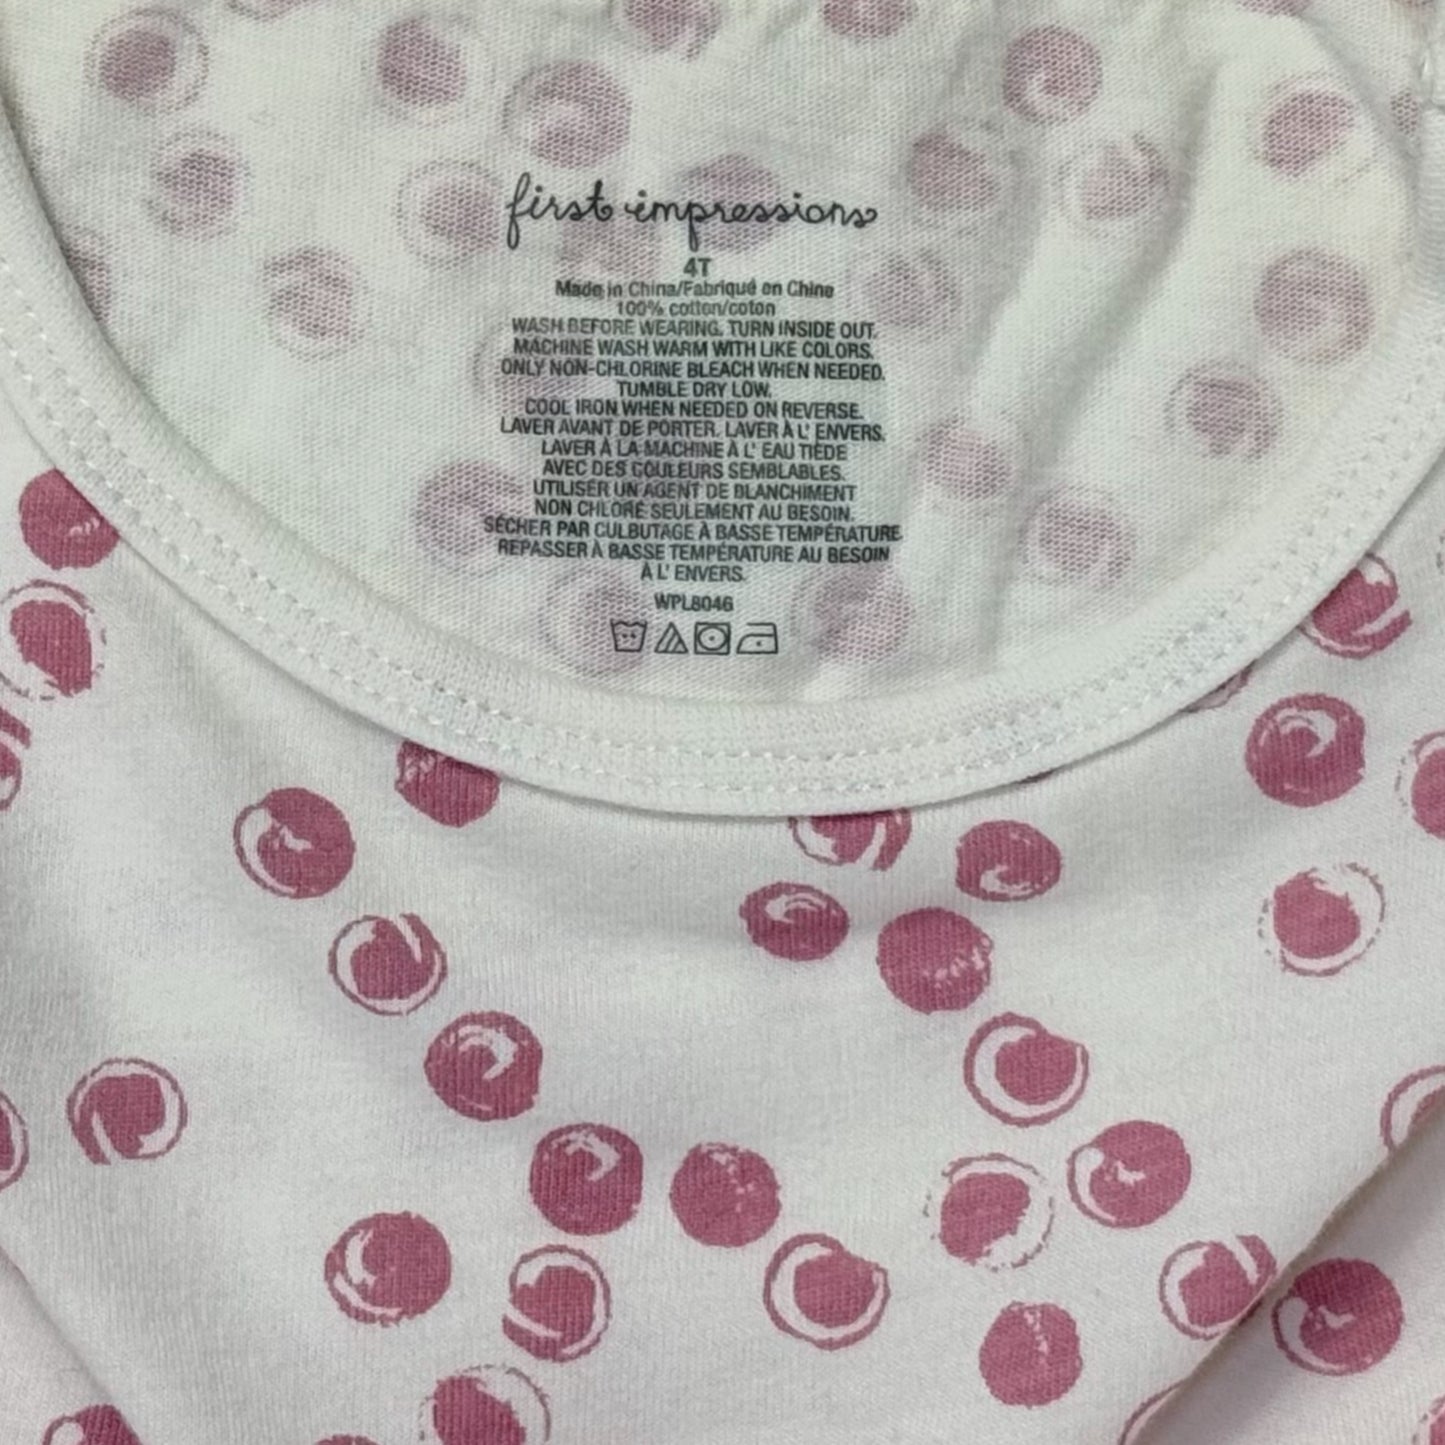 first impressions
4T
Made in China/Fabriqué en Chine
100% cotton/coton
WASH BEFORE WEARING. TURN INSIDE OUT.
MACHINE WASH WARM WITH LIKE COLORS.
ONLY NON-CHLORINE BLEACH WHEN NEEDED.
TUMBLE DRY LOW.
COOL IRON WHEN NEEDED ON REVERSE.
LAVER AVANT DE PORTER. LAVER À L' ENVERS.
LAVER À LA MACHINE À L' EAU TIÈDE
AVEC DES COULEURS SEMBLABLES.
UTILISER UN AGENT DE BLANCHIMENT
NON CHLORÉ SEULEMENT AU BESOIN.
SÉCHER PAR CULBUTAGE À BASSE TEMPÉRATURE.
REPASSER À BASSE TEMPÉRATURE AU BESOIN
À L' ENVERS.
WPL8046